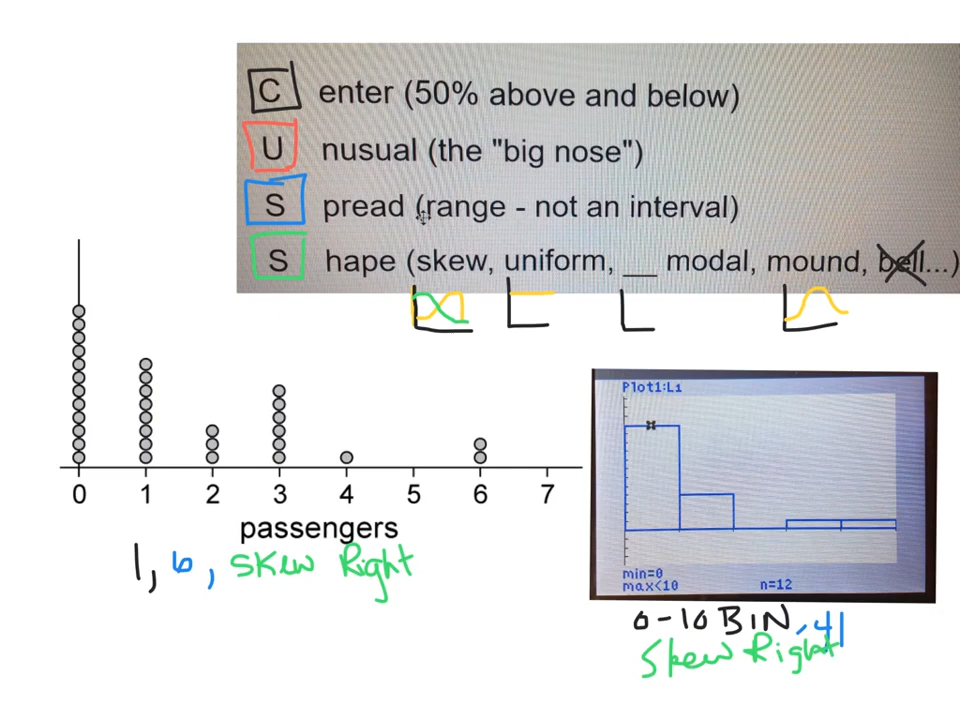 C enter (50% above and below)
U nusual (the "big nose")
S pread (range - not an interval)
S hape (skew, uniform, __ modal, mound, bell...)
0 1 2 3 4 5 6 7
passengers
1, 6, Skew Right
Plot1:L1
min=0
max<10 n=12
0-10 BIN, 41
Skew Right